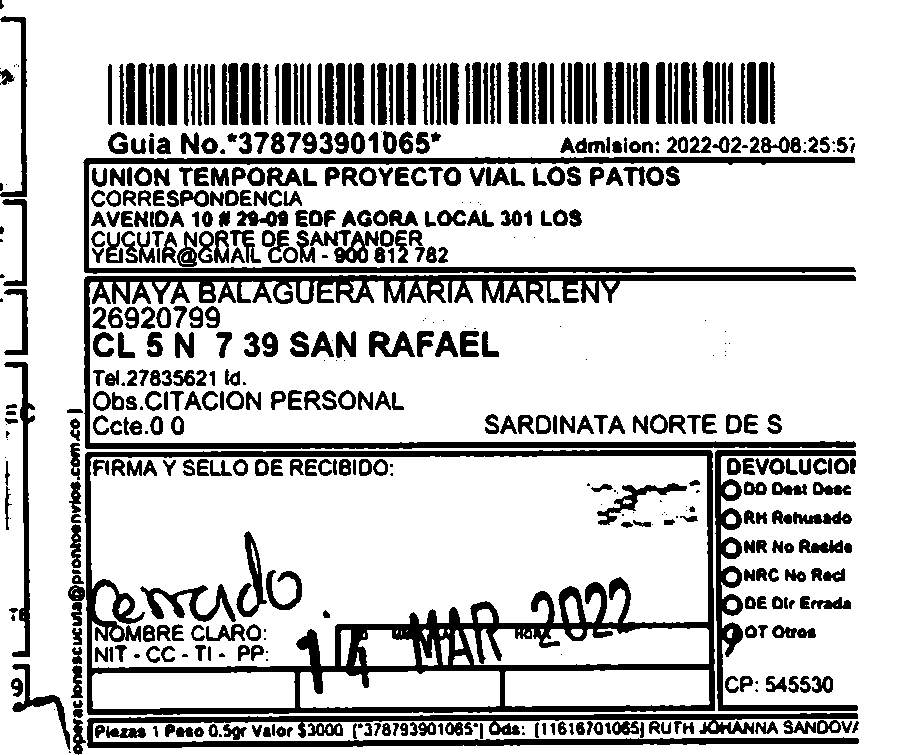 Guia No.*378793901065*
Admision: 2022-02-28-08:25:57
UNION TEMPORAL PROYECTO VIAL LOS PATIOS
CORRESPONDENCIA
AVENIDA 10 # 29-09 EDF AGORA LOCAL 301 LOS
CUCUTA NORTE DE SANTANDER
YEISMIR@GMAIL COM - 900 812 782
ANAYA BALAGUERA MARIA MARLENY
26920799
CL 5 N 7 39 SAN RAFAEL
Tel.27835621 Id.
Obs.CITACION PERSONAL
Ccte.0 0
SARDINATA NORTE DE S
operacionescucuta@prontoenvios.com.co
FIRMA Y SELLO DE RECIBIDO:
Cerrado
NOMBRE CLARO:
NIT - CC - TI - PP:
14 MAR 2022
HORA
DEVOLUCION
DD Dest Desc
RH Rehusado
NR No Reside
NRC No Recl
DE Dir Errada
OT Otros
CP: 545530
Piezas 1 Peso 0.5gr Valor $3000 [*378793901065*] Ods: [11616701065] RUTH JOHANNA SANDOVA